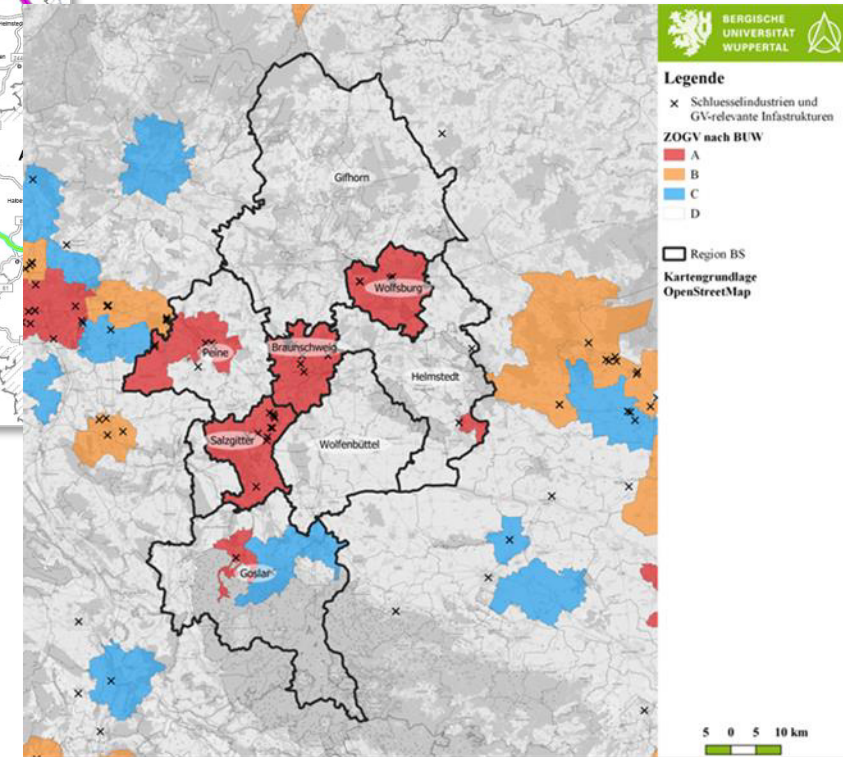 BERGISCHE
UNIVERSITÄT
WUPPERTAL
Legende
Schluesselindustrien und
GV-relevante Infastrukturen
ZOGV nach BUW
A
B
C
D
Region BS
Kartengrundlage
OpenStreetMap
Gifhorn
Wolfsburg
Peine
Braunschweig
Helmstedt
Salzgitter
Wolfenbüttel
Goslar
5 0 5 10 km